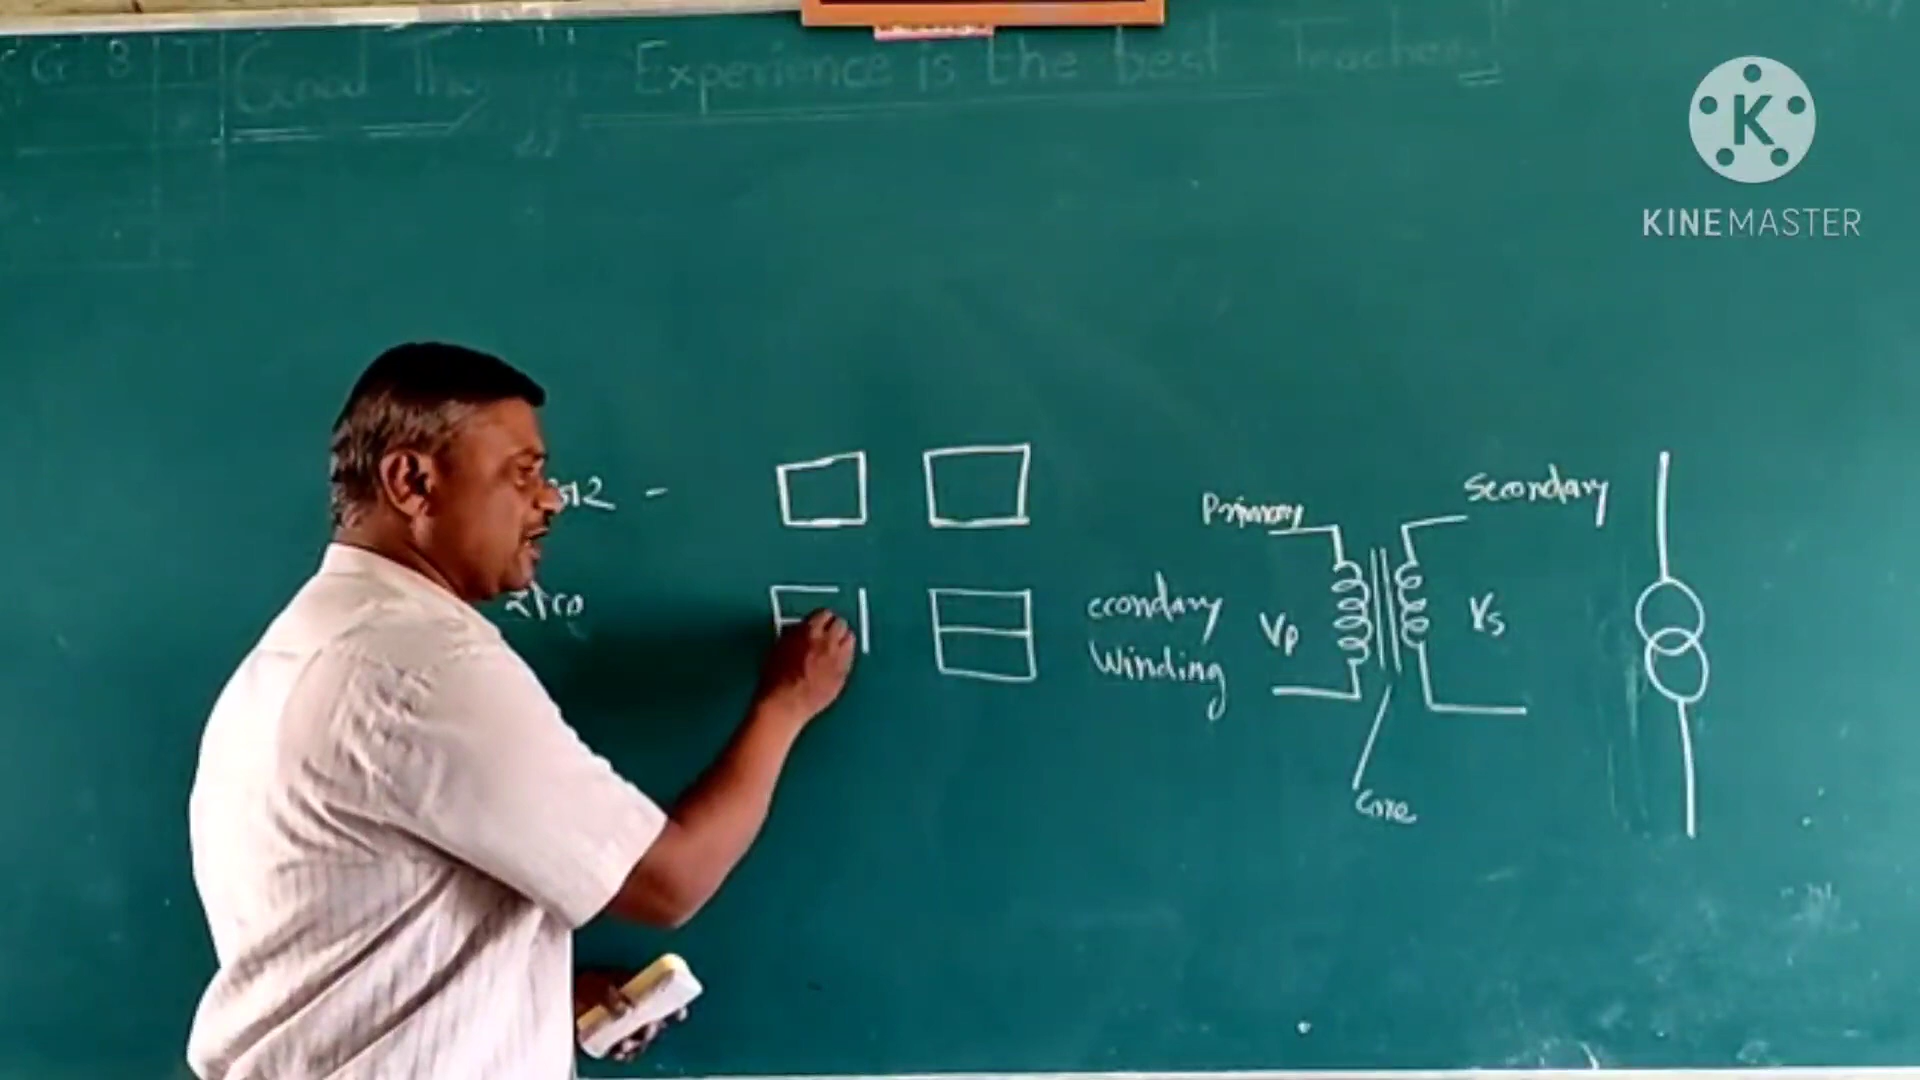 Experience is the best Teacher
K
KINEMASTER
Primary
Secondary
econdary
Winding
Vp
Vs
Core